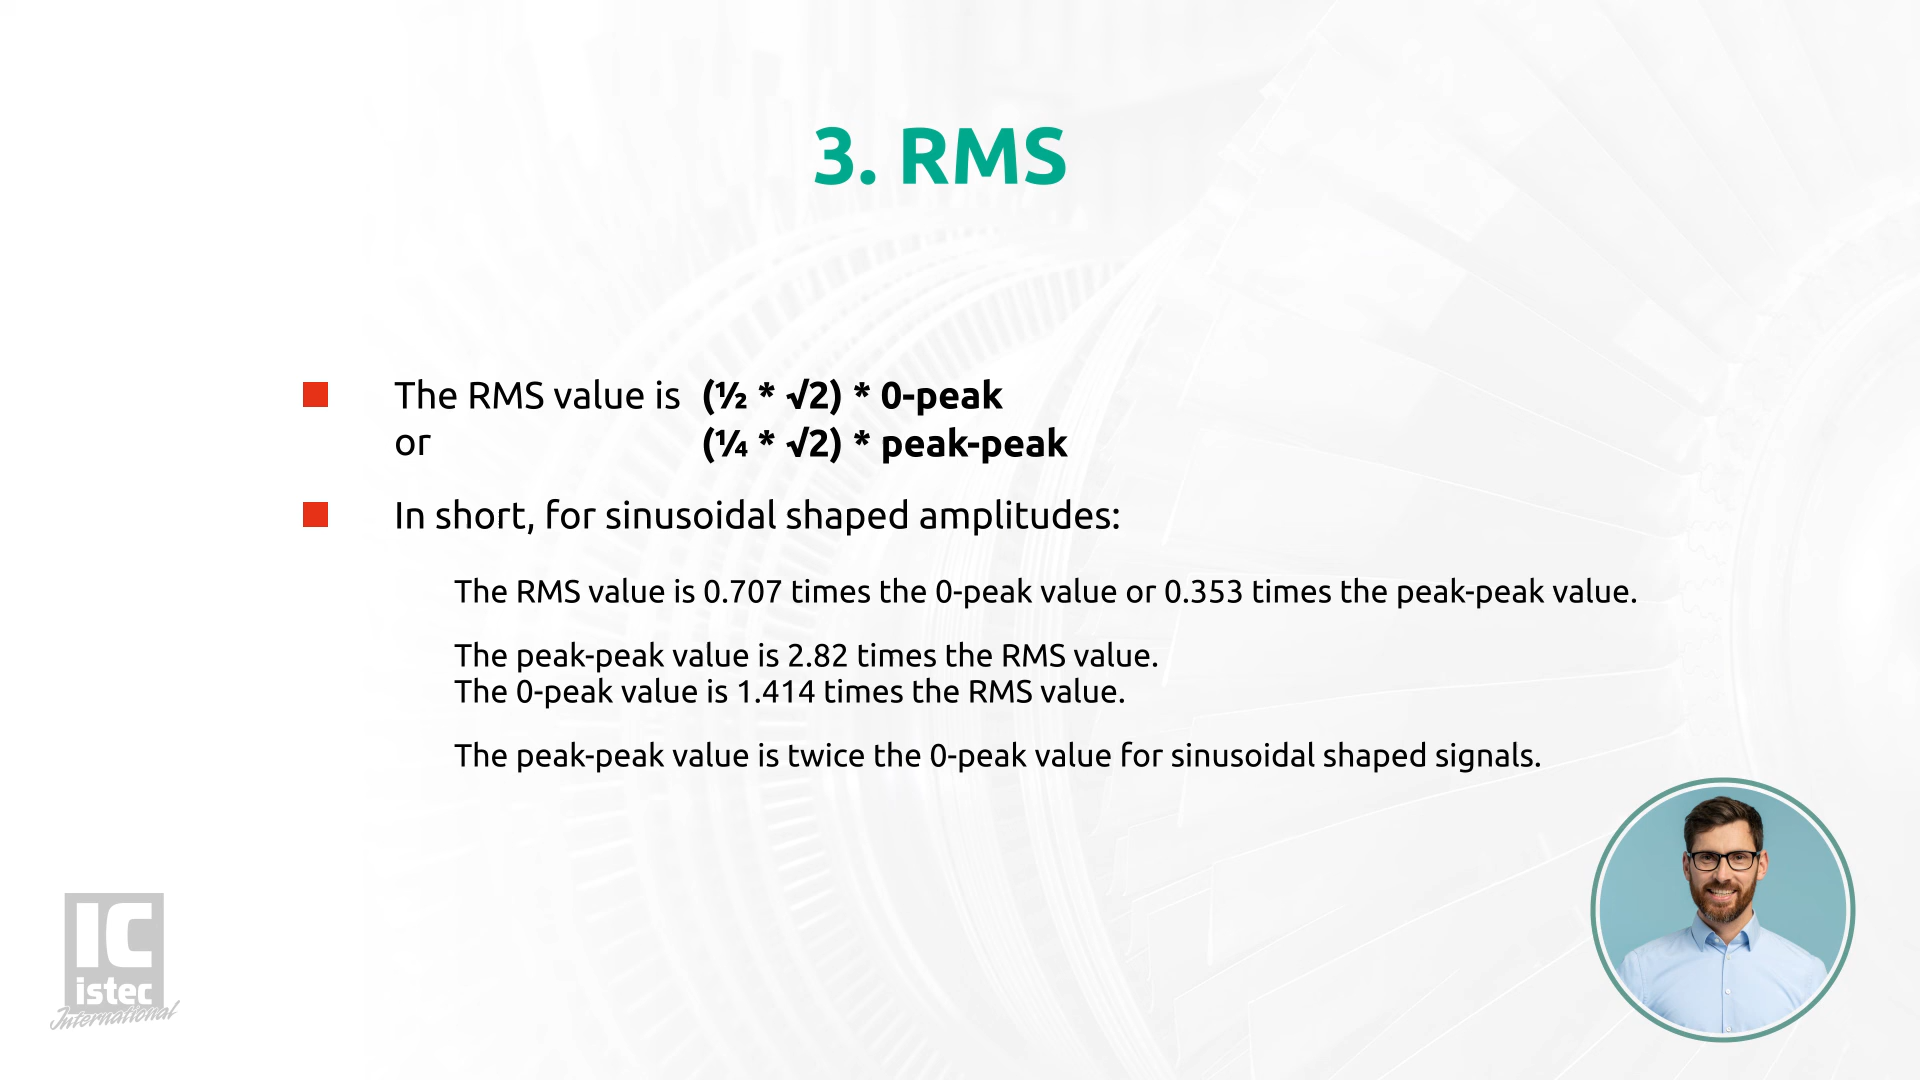 3. RMS
The RMS value is (½ * √2) * 0-peak
or (¼ * √2) * peak-peak
In short, for sinusoidal shaped amplitudes:
The RMS value is 0.707 times the 0-peak value or 0.353 times the peak-peak value.
The peak-peak value is 2.82 times the RMS value.
The 0-peak value is 1.414 times the RMS value.
The peak-peak value is twice the 0-peak value for sinusoidal shaped signals.
IC
istec
International